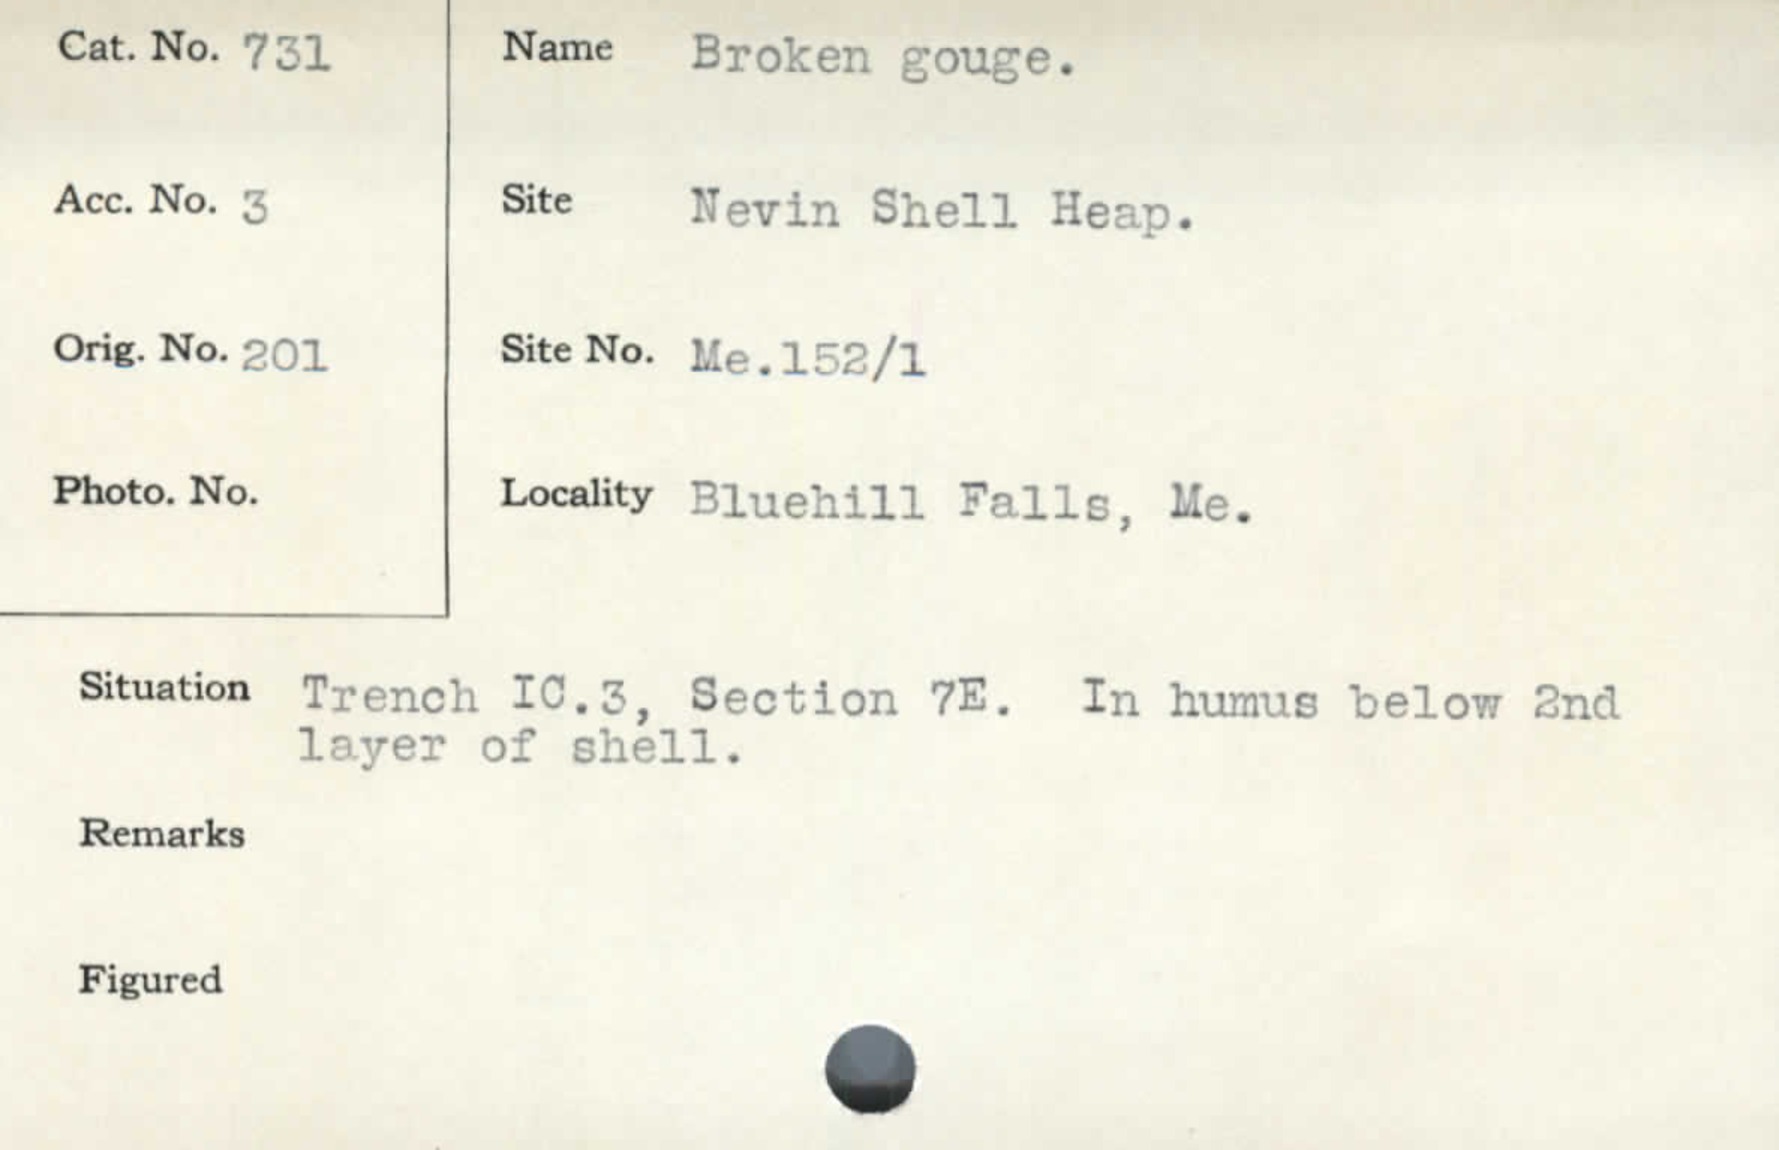 Cat. No. 731
Name Broken gouge.
Acc. No. 3
Site Nevin Shell Heap.
Orig. No. 201
Site No. Me.152/1
Photo. No.
Locality Bluehill Falls, Me.
Situation Trench IC.3, Section 7E. In humus below 2nd
layer of shell.
Remarks
Figured